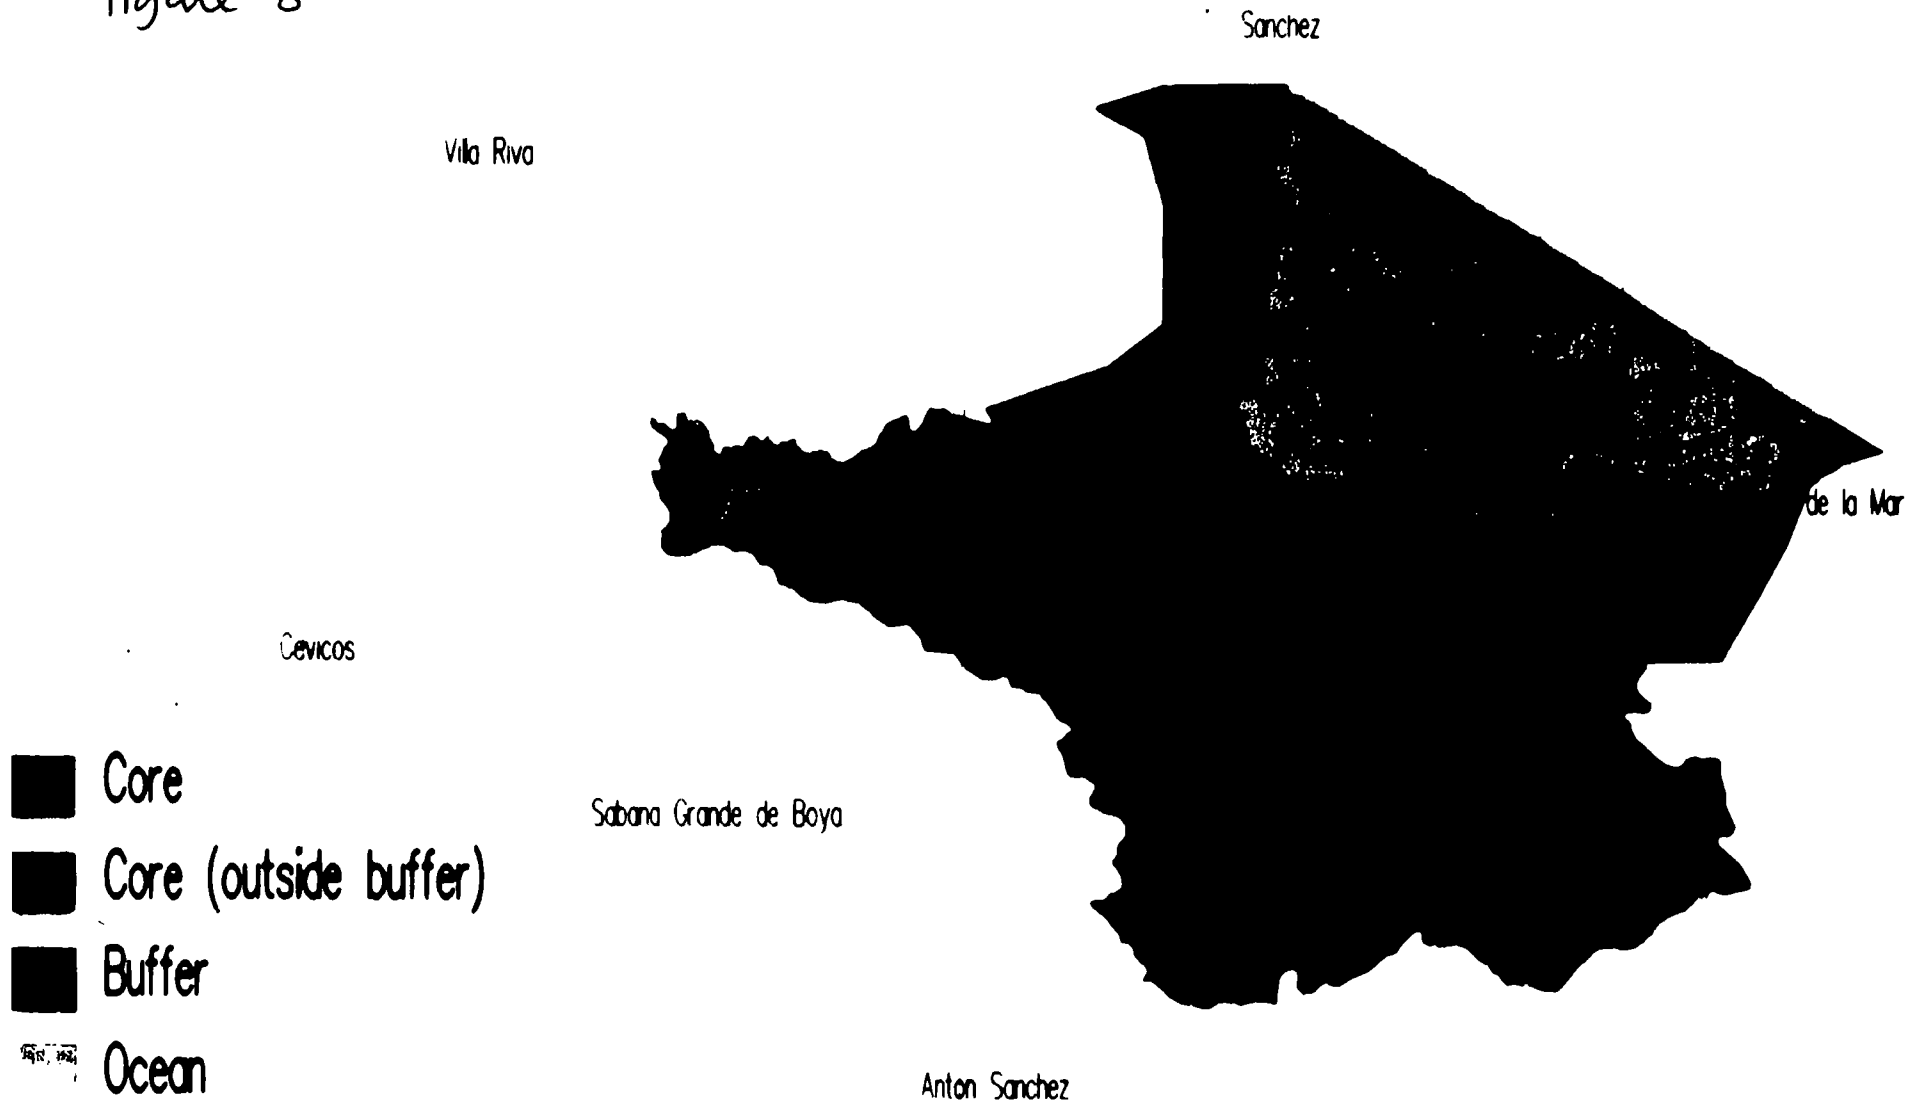 Sanchez
Villa Riva
de la Mar
Cevicos
Core
Sabana Grande de Boya
Core (outside buffer)
Buffer
Ocean
Anton Sanchez